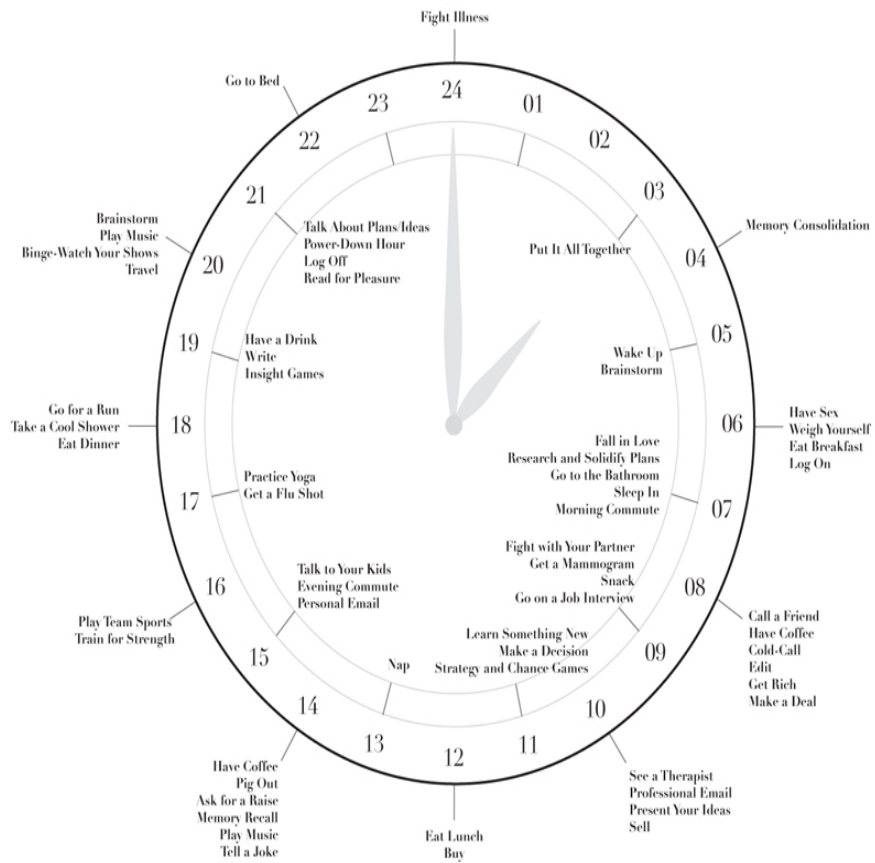 Fight Illness
Go to Bed
24
23
01
22
02
21
03
Brainstorm
Play Music
Binge-Watch Your Shows
Travel
20
Talk About Plans/Ideas
Power-Down Hour
Log Off
Read for Pleasure
Put It All Together
04
Memory Consolidation
19
Have a Drink
Write
Insight Games
Wake Up
Brainstorm
05
Go for a Run
Take a Cool Shower
Eat Dinner
18
06
Have Sex
Weigh Yourself
Eat Breakfast
Log On
Fall in Love
Research and Solidify Plans
Go to the Bathroom
Sleep In
Morning Commute
17
Practice Yoga
Get a Flu Shot
07
Fight with Your Partner
Get a Mammogram
Snack
Go on a Job Interview
16
Talk to Your Kids
Evening Commute
Personal Email
08
Play Team Sports
Train for Strength
Call a Friend
Have Coffee
Cold-Call
Edit
Get Rich
Make a Deal
15
Learn Something New
Make a Decision
Strategy and Chance Games
09
Nap
14
10
13
12
11
Have Coffee
Pig Out
Ask for a Raise
Memory Recall
Play Music
Tell a Joke
See a Therapist
Professional Email
Present Your Ideas
Sell
Eat Lunch
Buy